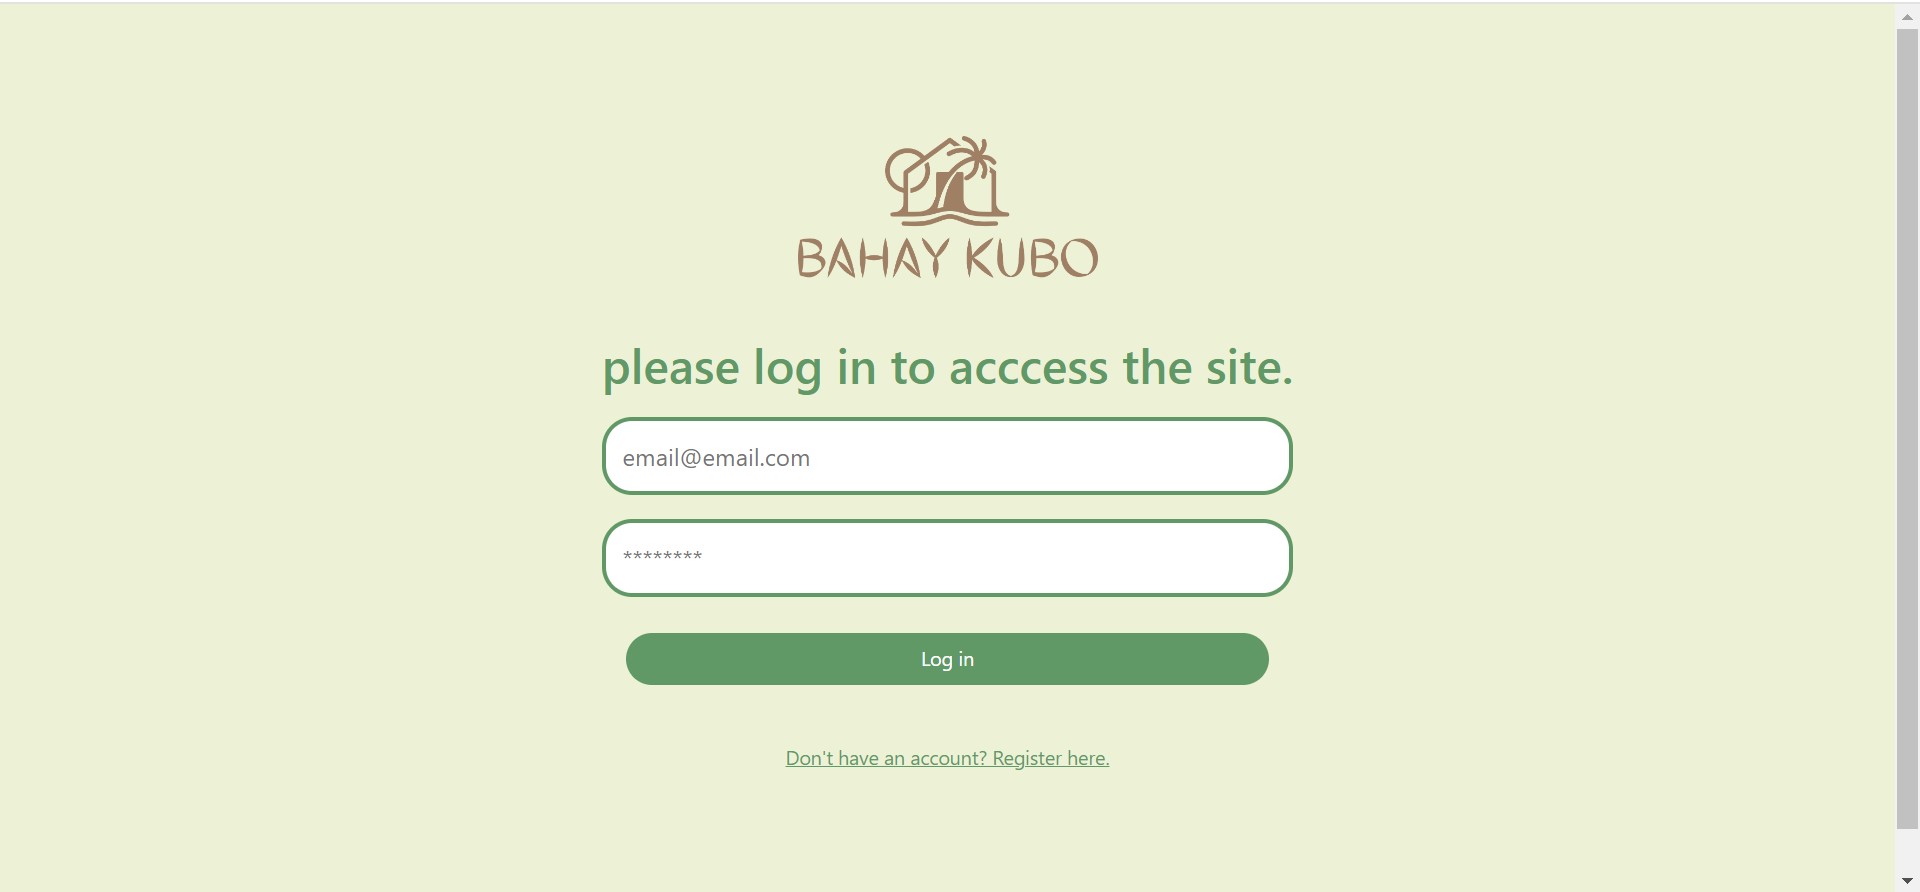 BAHAY KUBO
please log in to acccess the site.
email@email.com
********
Log in
Don't have an account? Register here.